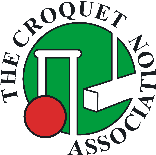 THE CROQUET ASSOCIATION